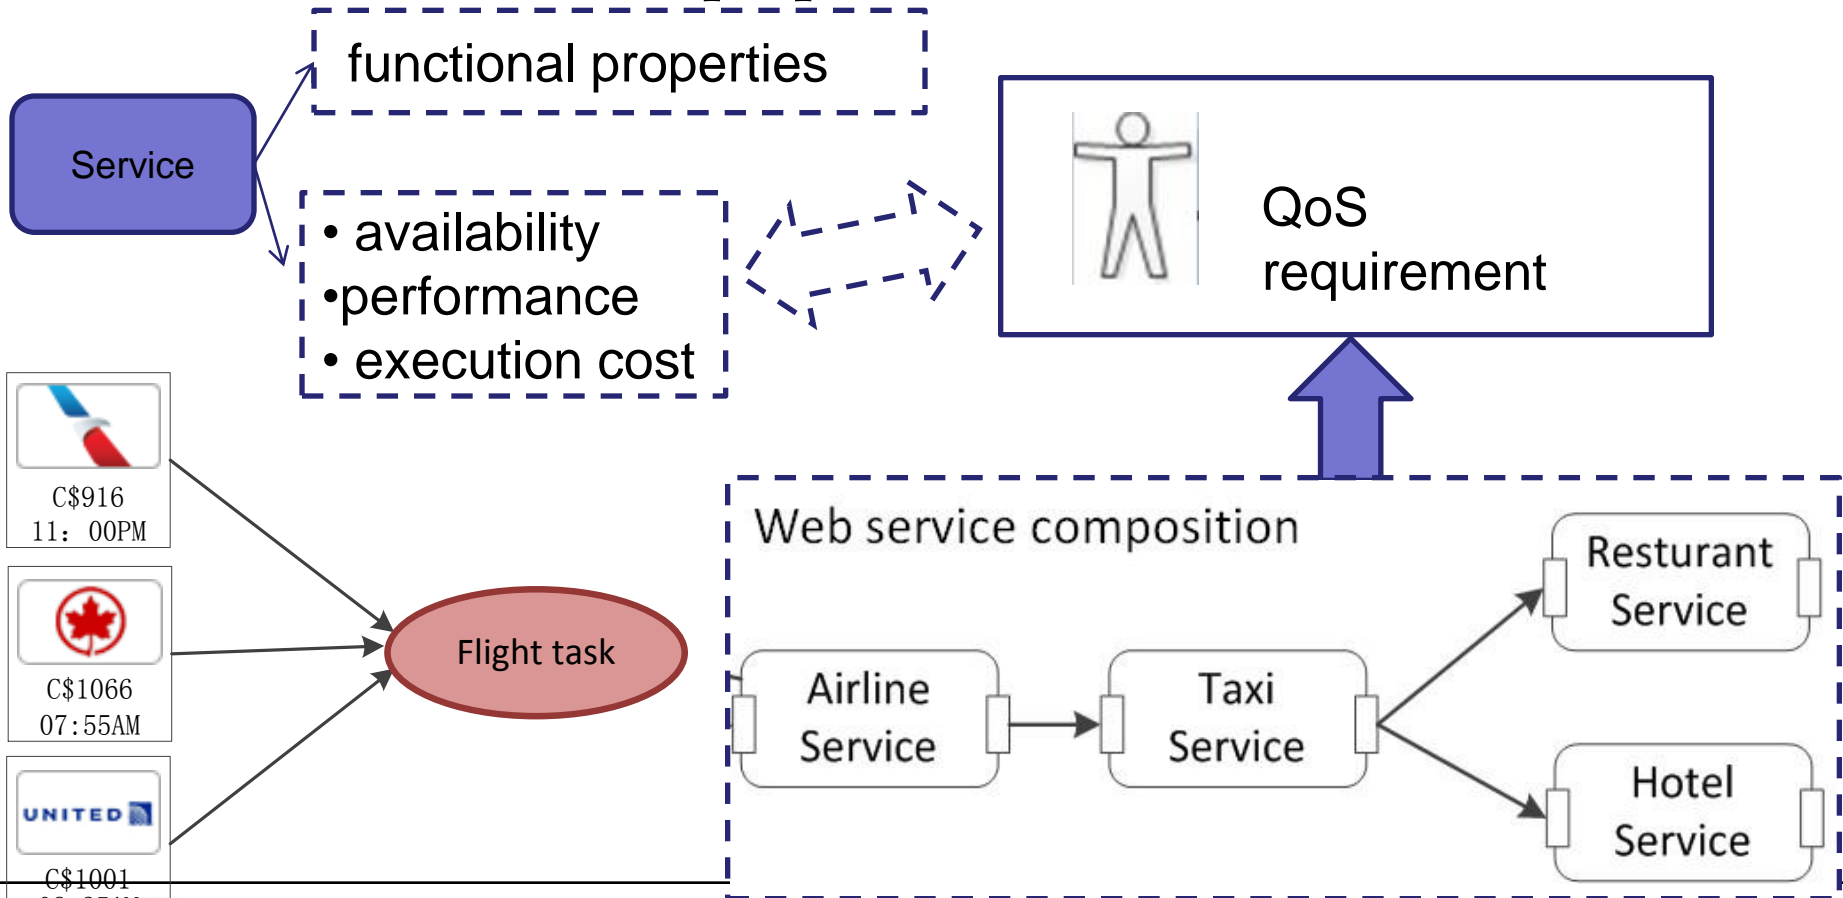 functional properties
Service
• availability
•performance
• execution cost
QoS
requirement
C$916
11: 00PM
C$1066
07:55AM
UNITED
C$1001
Flight task
Web service composition
Airline
Service
Taxi
Service
Resturant
Service
Hotel
Service